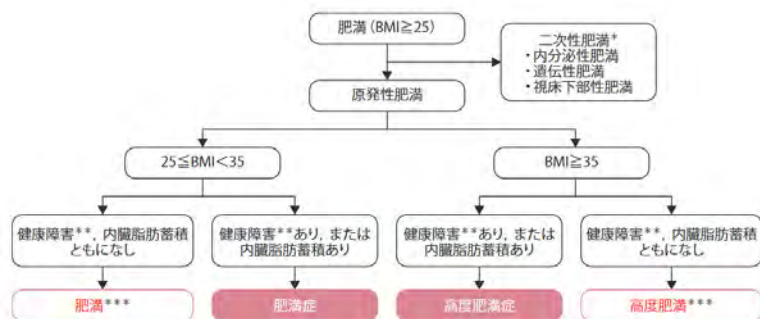 肥満（BMI≧25）
二次性肥満*
・内分泌性肥満
・遺伝性肥満
・視床下部性肥満
原発性肥満
25≦BMI<35
BMI≧35
健康障害**，内臓脂肪蓄積
ともになし
健康障害**あり，または
内臓脂肪蓄積あり
健康障害**あり，または
内臓脂肪蓄積あり
健康障害**，内臓脂肪蓄積
ともになし
肥満***
肥満症
高度肥満症
高度肥満***